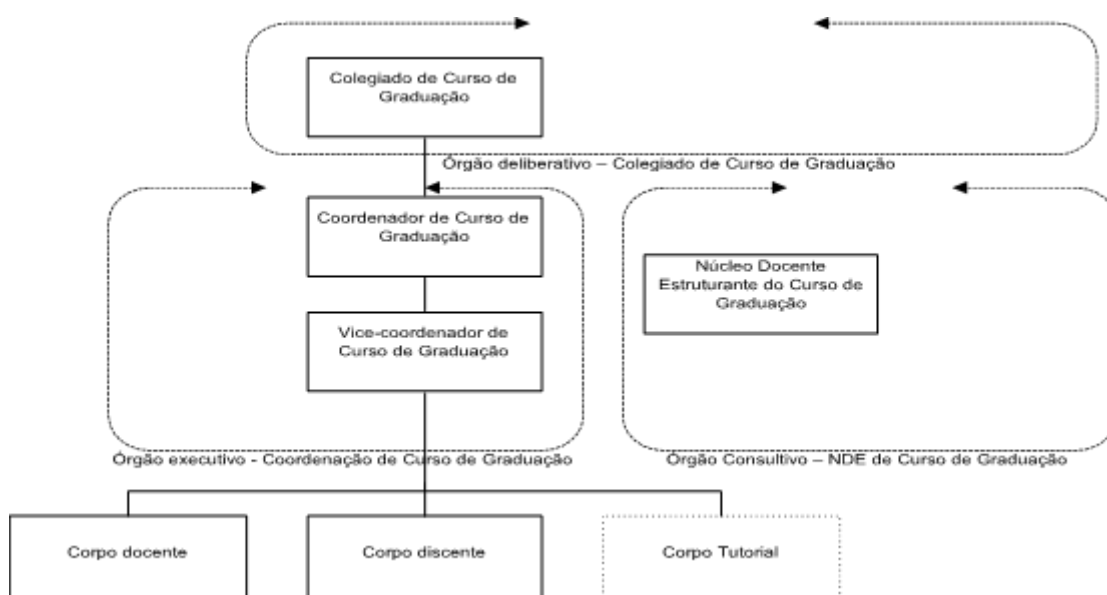 Colegiado de Curso de
Graduação
Órgão deliberativo – Colegiado de Curso de Graduação
Coordenador de Curso de
Graduação
Núcleo Docente
Estruturante do Curso de
Graduação
Vice-coordenador de
Curso de Graduação
Órgão executivo - Coordenação de Curso de Graduação
Órgão Consultivo – NDE de Curso de Graduação
Corpo docente
Corpo discente
Corpo Tutorial